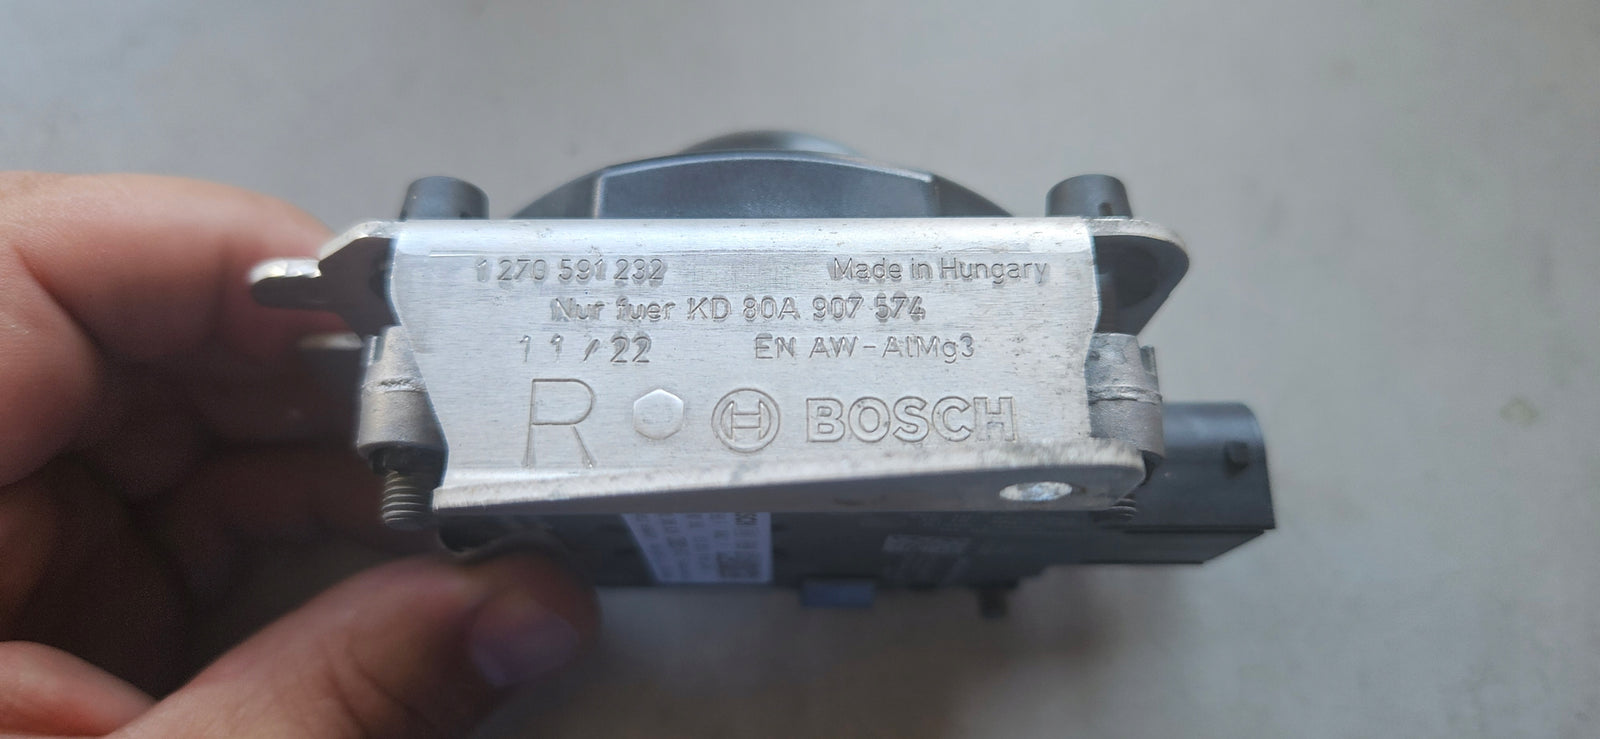 1 270 591 232 Made in Hungary
Nur fuer KD 80A 907 574
11/22 EN AW-AlMg3
R BOSCH